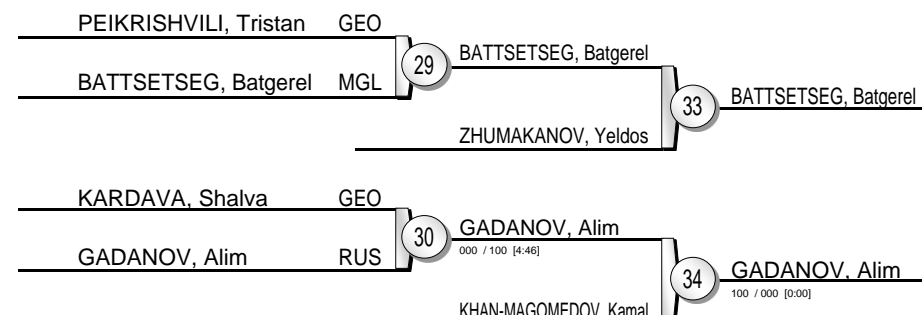 PEIKRISHVILI, Tristan GEO
29
BATTSETSEG, Batgerel
BATTSETSEG, Batgerel MGL
33
BATTSETSEG, Batgerel
ZHUMAKANOV, Yeldos
KARDAVA, Shalva GEO
30
GADANOV, Alim
000 / 100 [4:46]
GADANOV, Alim RUS
34
GADANOV, Alim
100 / 000 [0:00]
KHAN-MAGOMEDOV, Kamal